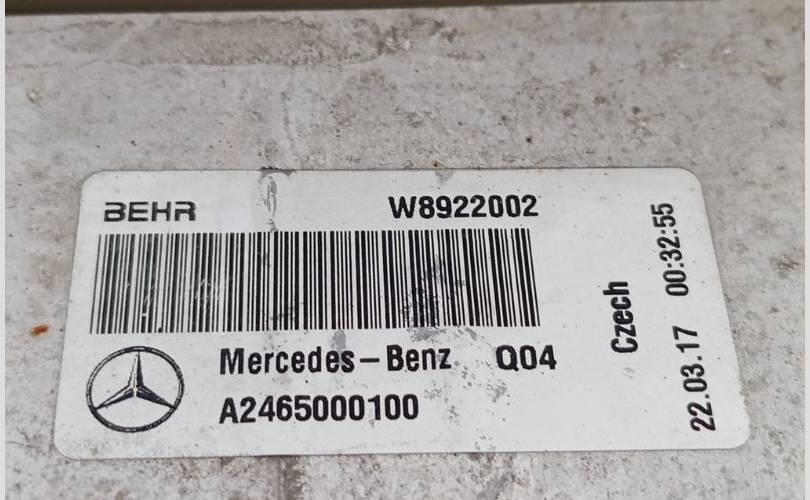 BEHR W8922002
Mercedes-Benz Q04
A2465000100
Czech
22.03.17 00:32:55